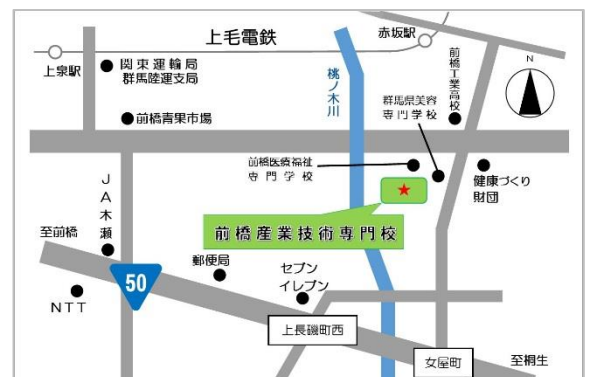 上毛電鉄
赤坂駅
上泉駅
関東運輸局
群馬陸運支局
前橋工業高校
N
桃ノ木川
群馬県美容
専門学校
前橋青果市場
前橋医療福祉
専門学校
健康づくり
財団
JA木瀬
前橋産業技術専門校
至前橋
郵便局
セブン
イレブン
50
NTT
上長磯町西
女屋町
至桐生